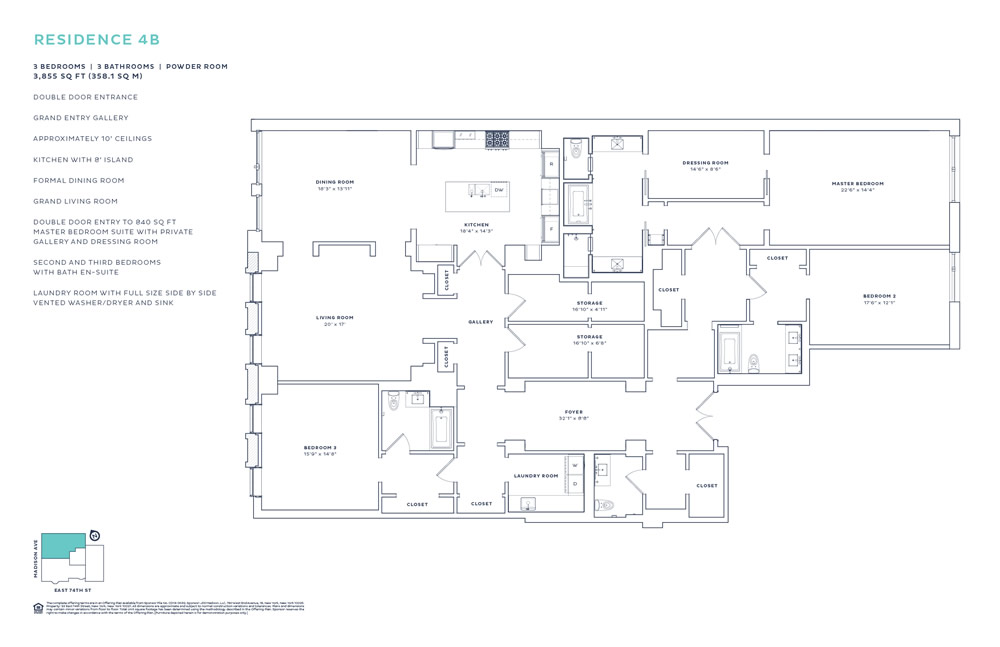 RESIDENCE 4B
3 BEDROOMS | 3 BATHROOMS | POWDER ROOM
3,855 SQ FT (358.1 SQ M)
DOUBLE DOOR ENTRANCE
GRAND ENTRY GALLERY
APPROXIMATELY 10' CEILINGS
KITCHEN WITH 8' ISLAND
FORMAL DINING ROOM
GRAND LIVING ROOM
DOUBLE DOOR ENTRY TO 840 SQ FT
MASTER BEDROOM SUITE WITH PRIVATE
GALLERY AND DRESSING ROOM
SECOND AND THIRD BEDROOMS
WITH BATH EN-SUITE
LAUNDRY ROOM WITH FULL SIZE SIDE BY SIDE
VENTED WASHER/DRYER AND SINK
DINING ROOM
18'3" x 13'11"
KITCHEN
16'4" x 14'3"
DW
R
F
DRESSING ROOM
14'6" x 8'6"
MASTER BEDROOM
22'6" x 14'4"
CLOSET
CLOSET
CLOSET
BEDROOM 2
17'6" x 12'1"
STORAGE
16'10" x 4'11"
LIVING ROOM
20' x 17'
GALLERY
STORAGE
16'10" x 6'8"
CLOSET
FOYER
32'1" x 8'8"
BEDROOM 3
15'9" x 14'8"
LAUNDRY ROOM
W
D
CLOSET
CLOSET
CLOSET
MADISON AVE
EAST 74TH ST